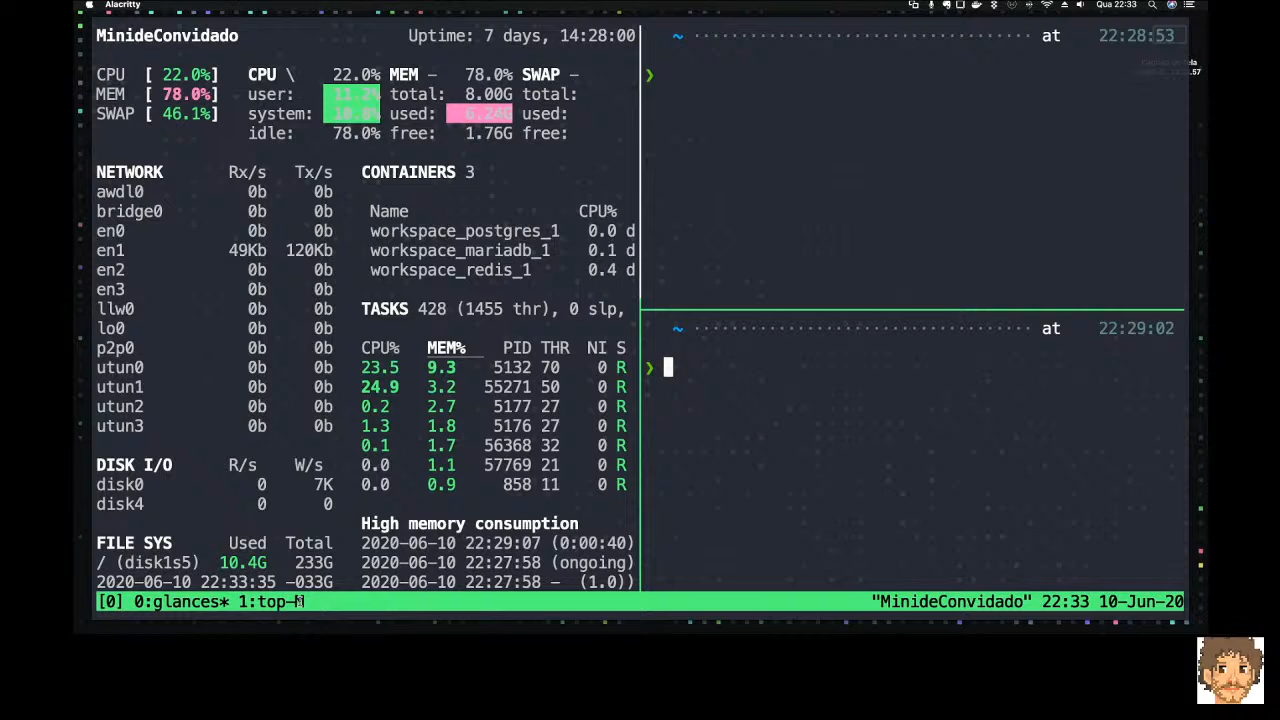 Alacritty
Qua 22:33
MinideConvidado Uptime: 7 days, 14:28:00
CPU [ 22.0%] CPU \ 22.0% MEM - 78.0% SWAP -
MEM [ 78.0%] user: 11.2% total: 8.00G total:
SWAP [ 46.1%] system: 10.8% used: 6.24G used:
idle: 78.0% free: 1.76G free:
NETWORK Rx/s Tx/s CONTAINERS 3
awdl0 0b 0b
bridge0 0b 0b Name CPU%
en0 0b 0b workspace_postgres_1 0.0 d
en1 49Kb 120Kb workspace_mariadb_1 0.1 d
en2 0b 0b workspace_redis_1 0.4 d
en3 0b 0b
llw0 0b 0b TASKS 428 (1455 thr), 0 slp,
lo0 0b 0b
p2p0 0b 0b CPU% MEM% PID THR NI S
utun0 0b 0b 23.5 9.3 5132 70 0 R
utun1 0b 0b 24.9 3.2 55271 50 0 R
utun2 0b 0b 0.2 2.7 5177 27 0 R
utun3 0b 0b 1.3 1.8 5176 27 0 R
0.1 1.7 56368 32 0 R
DISK I/O R/s W/s 0.0 1.1 57769 21 0 R
disk0 0 7K 0.0 0.9 858 11 0 R
disk4 0 0
High memory consumption
FILE SYS Used Total 2020-06-10 22:29:07 (0:00:40)
/ (disk1s5) 10.4G 233G 2020-06-10 22:27:58 (ongoing)
2020-06-10 22:33:35 -033G 2020-06-10 22:27:58 - (1.0))
~ at 22:28:53
❯
~ at 22:29:02
❯
[0] 0:glances* 1:top-M "MinideConvidado" 22:33 10-Jun-20